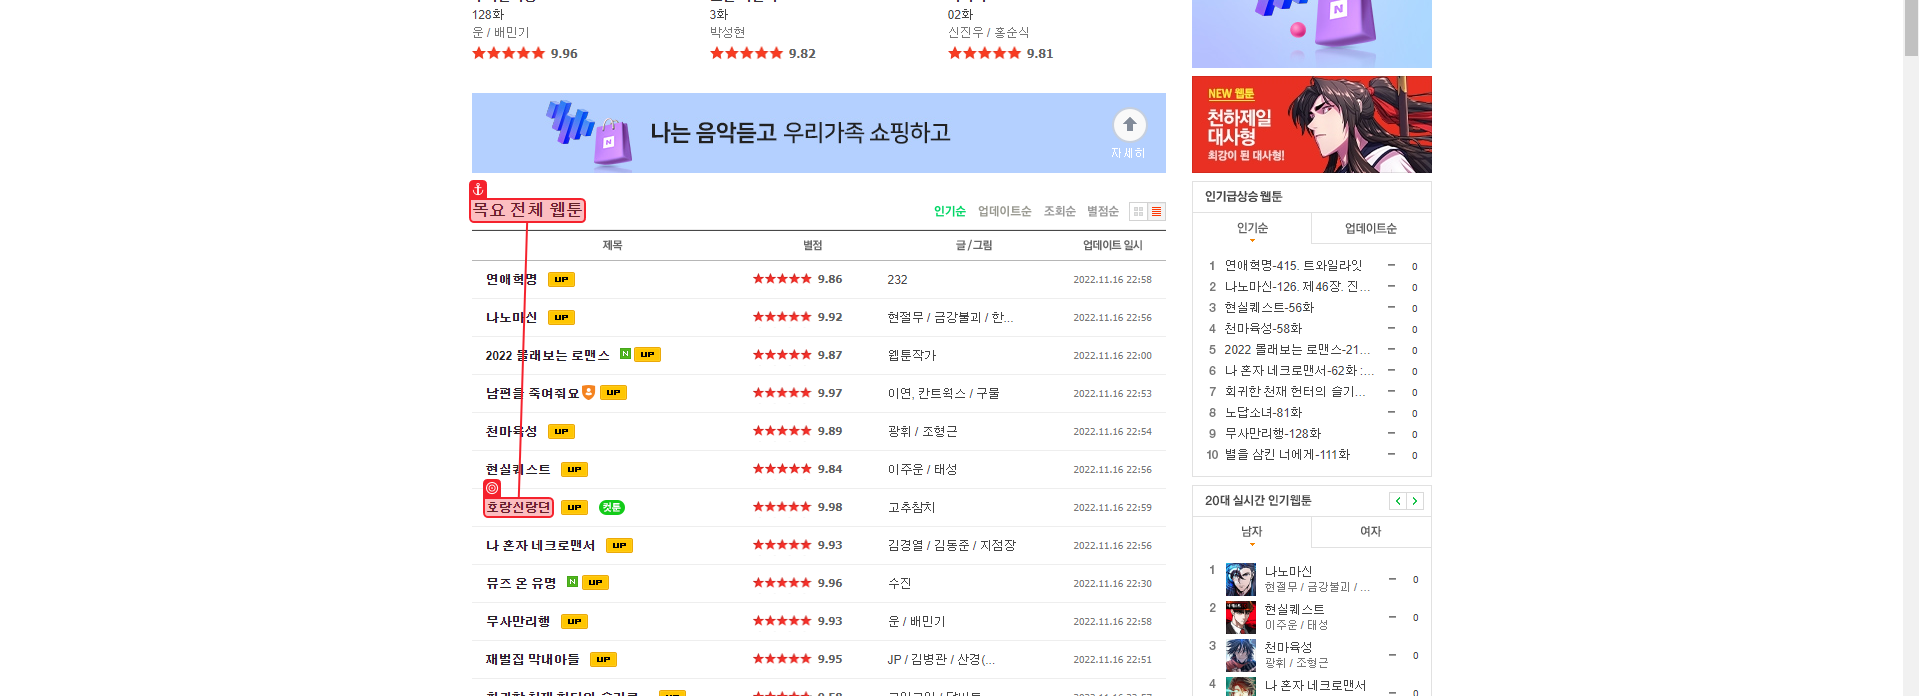 128화
3화
02화
운 / 배민기
박성현
신진우 / 홍순식
9.96
9.82
9.81
나는 음악듣고 우리가족 쇼핑하고
자세히
NEW 웹툰
천하제일
대사형
최강이 된 대사형!
목요 전체 웹툰
인기순 업데이트순 조회순 별점순
제목 별점 글 / 그림 업데이트 일시
연애혁명 UP 9.86 232 2022.11.16 22:58
나노마신 UP 9.92 현절무 / 금강불괴 / 한... 2022.11.16 22:56
2022 몰래보는 로맨스 N UP 9.87 웹툰작가 2022.11.16 22:00
남편을 죽여줘요 UP 9.97 이연, 칸트웍스 / 구물 2022.11.16 22:53
천마육성 UP 9.89 광휘 / 조형근 2022.11.16 22:54
현실퀘스트 UP 9.84 이주운 / 태성 2022.11.16 22:56
호랑신랑뎐 UP 컷툰 9.98 고추참치 2022.11.16 22:59
나 혼자 네크로맨서 UP 9.93 김경열 / 김동준 / 지점장 2022.11.16 22:56
뮤즈 온 유명 N UP 9.96 수진 2022.11.16 22:30
무사만리행 UP 9.93 운 / 배민기 2022.11.16 22:58
재벌집 막내아들 UP 9.95 JP / 김병관 / 산경(... 2022.11.16 22:51
인기급상승 웹툰
인기순 업데이트순
1 연애혁명-415. 트와일라잇 0
2 나노마신-126. 제46장. 진... 0
3 현실퀘스트-56화 0
4 천마육성-58화 0
5 2022 몰래보는 로맨스-21... 0
6 나 혼자 네크로맨서-62화 :... 0
7 회귀한 천재 헌터의 슬기... 0
8 노답소녀-81화 0
9 무사만리행-128화 0
10 별을 삼킨 너에게-111화 0
20대 실시간 인기웹툰
남자 여자
1 나노마신 0
현절무 / 금강불괴 / ...
2 현실퀘스트 0
이주운 / 태성
3 천마육성 0
광휘 / 조형근
4 나 혼자 네크로맨서 0